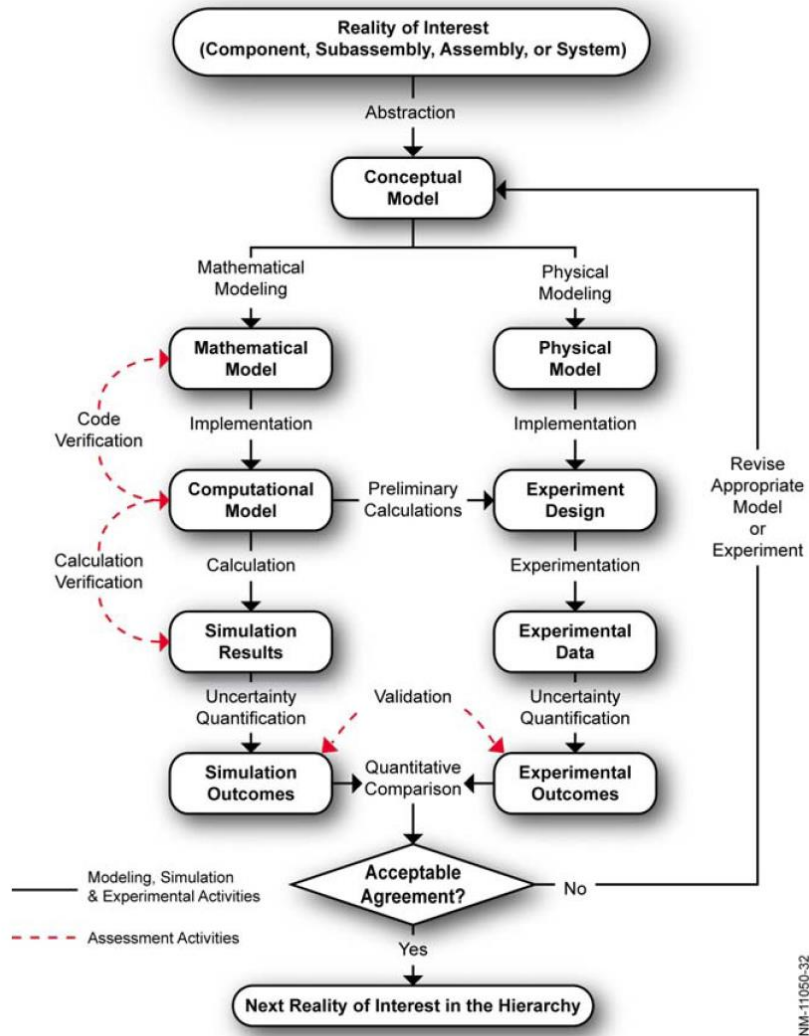 Reality of Interest
(Component, Subassembly, Assembly, or System)
Abstraction
Conceptual
Model
Mathematical
Modeling
Physical
Modeling
Mathematical
Model
Physical
Model
Code
Verification
Implementation
Implementation
Revise
Appropriate
Model
or
Experiment
Computational
Model
Preliminary
Calculations
Experiment
Design
Calculation
Verification
Calculation
Experimentation
Simulation
Results
Experimental
Data
Uncertainty
Quantification
Validation
Uncertainty
Quantification
Simulation
Outcomes
Quantitative
Comparison
Experimental
Outcomes
Acceptable
Agreement?
No
Modeling, Simulation
& Experimental Activities
Assessment Activities
Yes
Next Reality of Interest in the Hierarchy
NM-11050-32